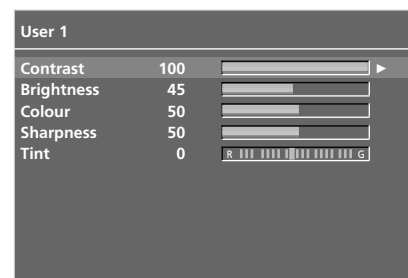 User 1
Contrast 100
Brightness 45
Colour 50
Sharpness 50
Tint 0 R G